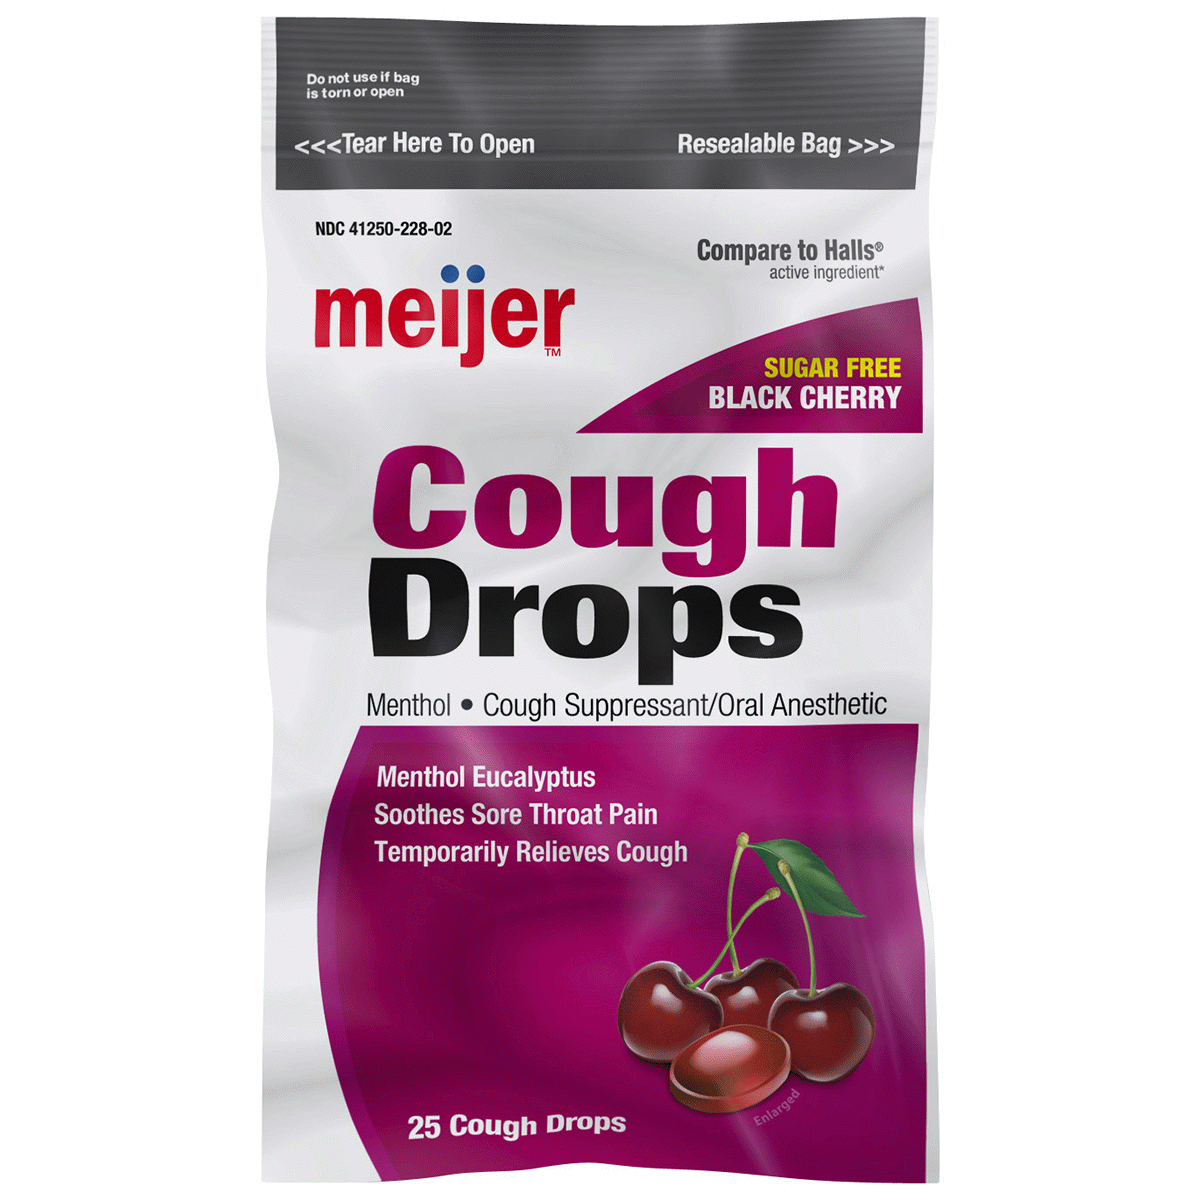 Do not use if bag
is torn or open
<<<Tear Here To Open
Resealable Bag >>>
NDC 41250-228-02
Compare to Halls®
active ingredient*
meijer™
SUGAR FREE
BLACK CHERRY
Cough
Drops
Menthol • Cough Suppressant/Oral Anesthetic
Menthol Eucalyptus
Soothes Sore Throat Pain
Temporarily Relieves Cough
Enlarged
25 Cough Drops